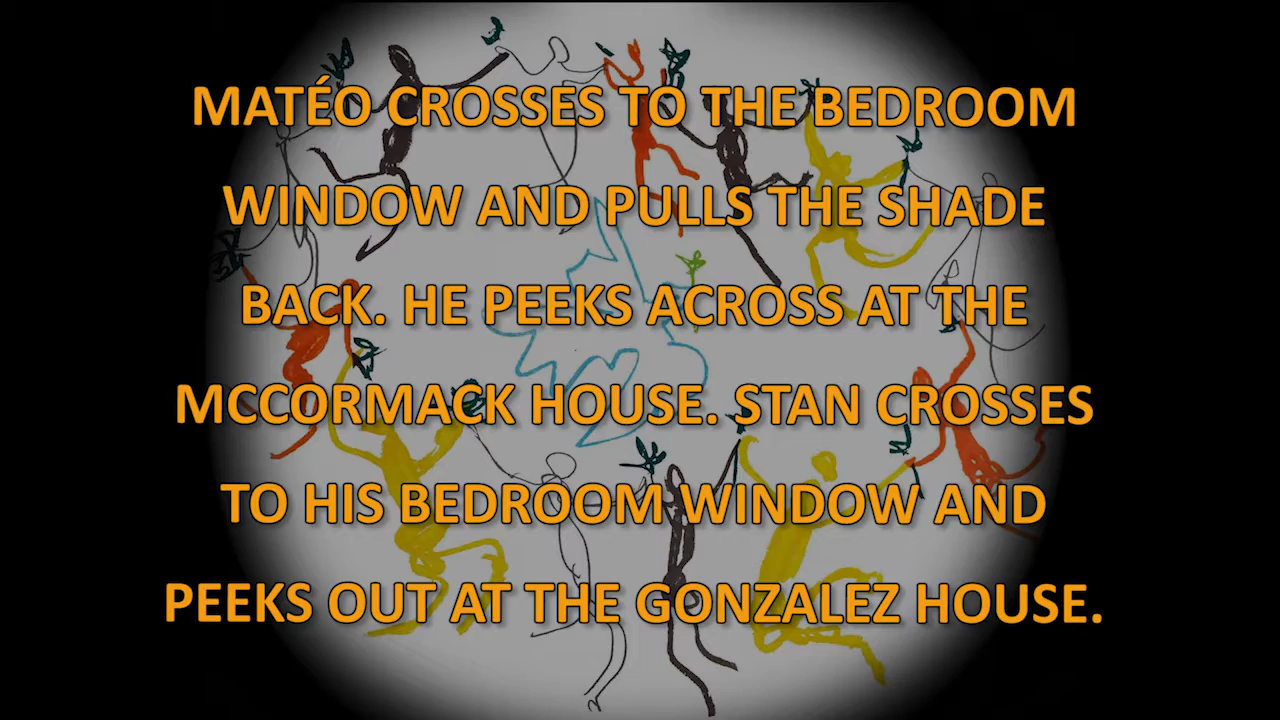 MATÉO CROSSES TO THE BEDROOM
WINDOW AND PULLS THE SHADE
BACK. HE PEEKS ACROSS AT THE
MCCORMACK HOUSE. STAN CROSSES
TO HIS BEDROOM WINDOW AND
PEEKS OUT AT THE GONZALEZ HOUSE.